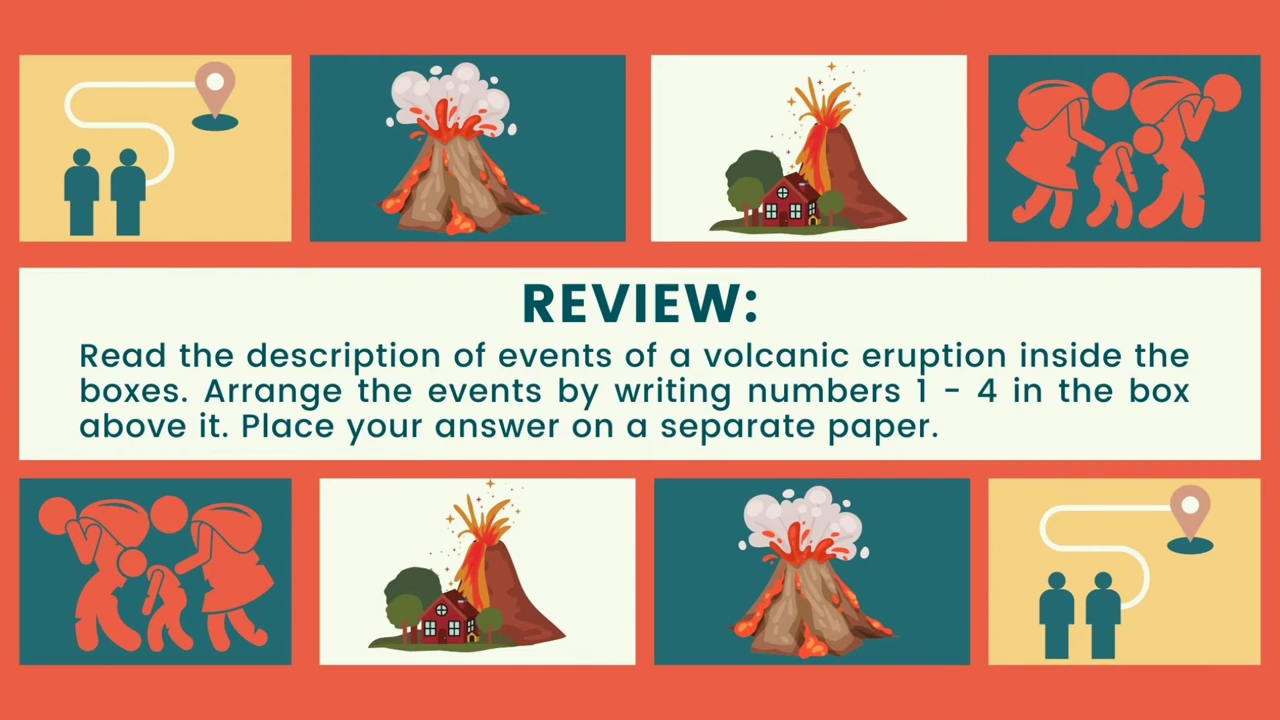 REVIEW:
Read the description of events of a volcanic eruption inside the
boxes. Arrange the events by writing numbers 1 - 4 in the box
above it. Place your answer on a separate paper.